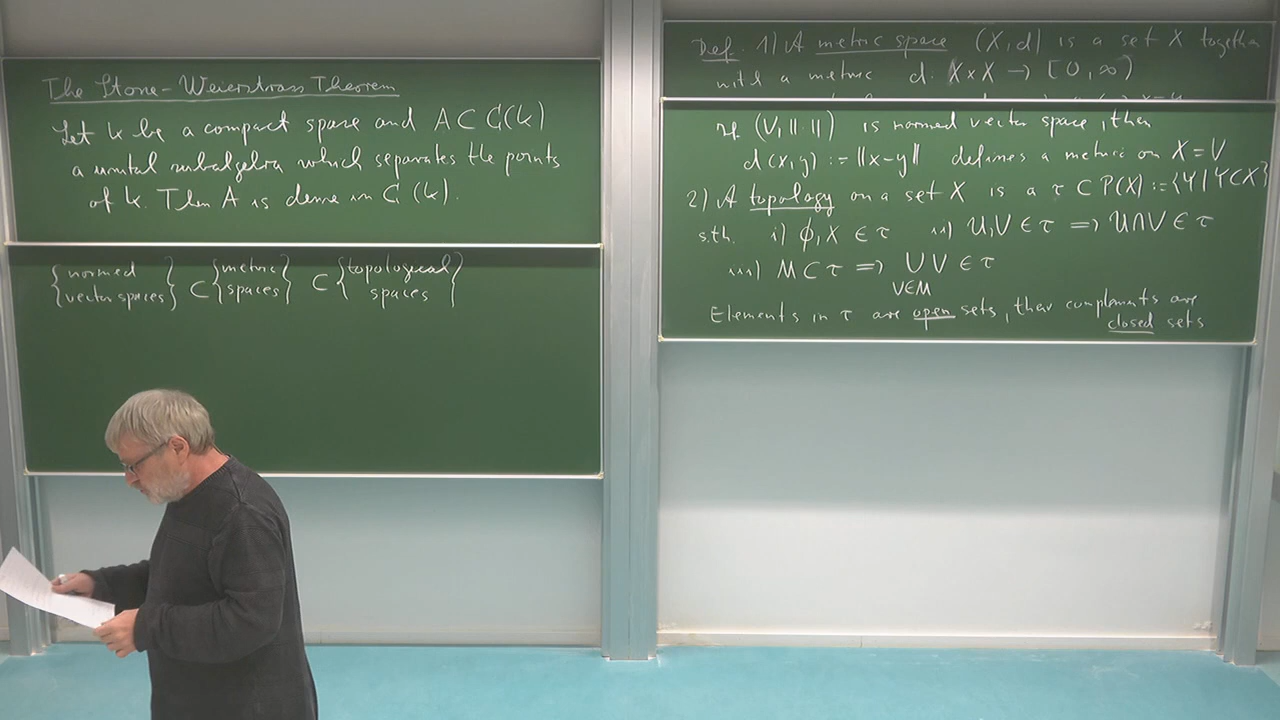 The Stone-Weierstrass Theorem
Let K be a compact space and A ⊂ C(K)
a unital subalgebra which separates the points
of K. Then A is dense in C(K).
{normed vector spaces} ⊂ {metric spaces} ⊂ {topological spaces}
Def. 1) A metric space (X,d) is a set X together
with a metric d: X×X → [0,∞)
If (V,||·||) is normed vector space, then
d(x,y) := ||x-y|| defines a metric on X=V
2) A topology on a set X is a τ ⊂ P(X) := {Y | Y⊂X}
s.th. i) ∅, X ∈ τ ii) U,V ∈ τ => U∩V ∈ τ
iii) M ⊂ τ => ∪ V ∈ τ
V∈M
Elements in τ are open sets, their complements are
closed sets